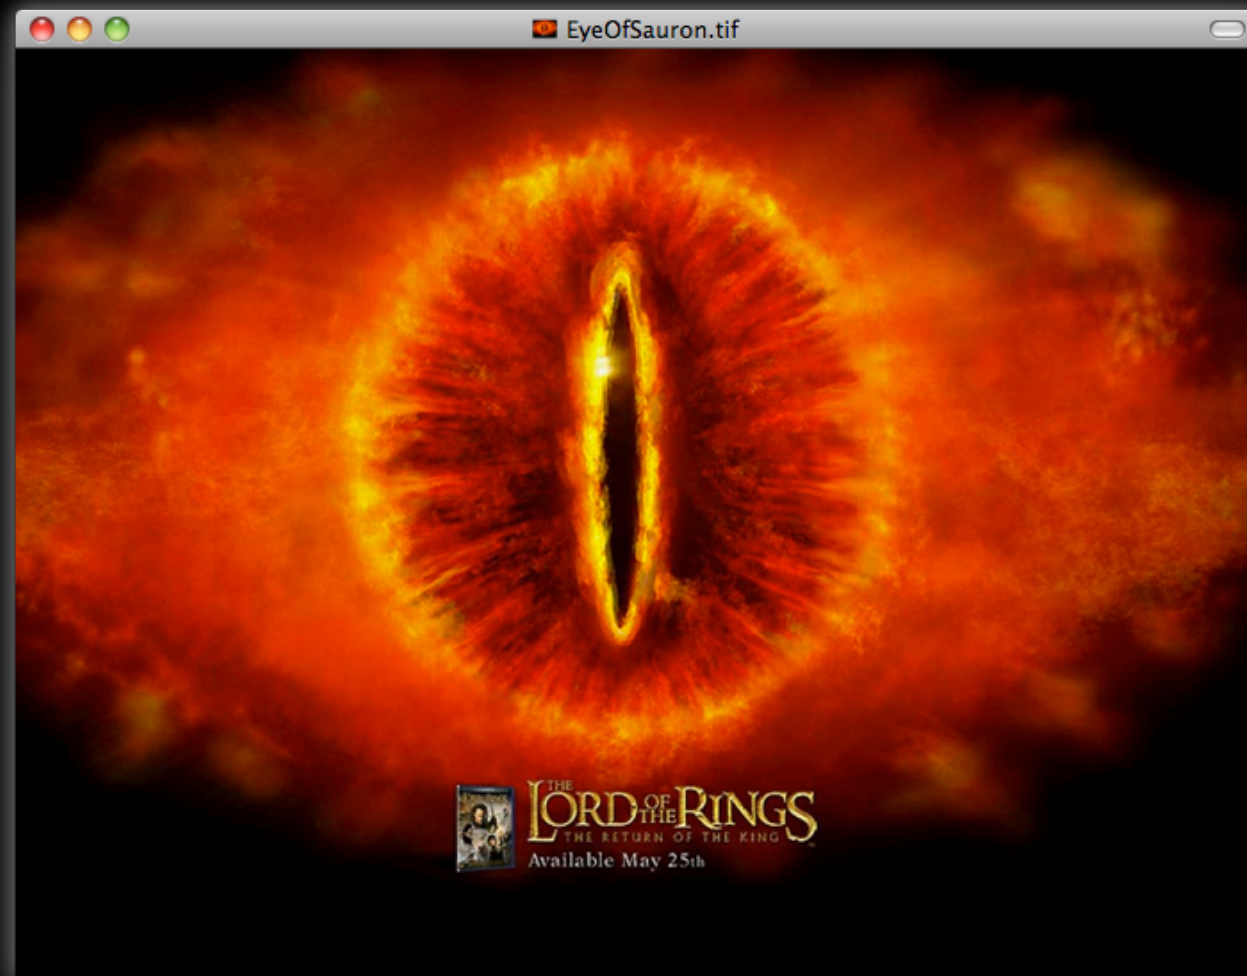 EyeOfSauron.tif
THE
LORD OF THE RINGS
THE RETURN OF THE KING
Available May 25th